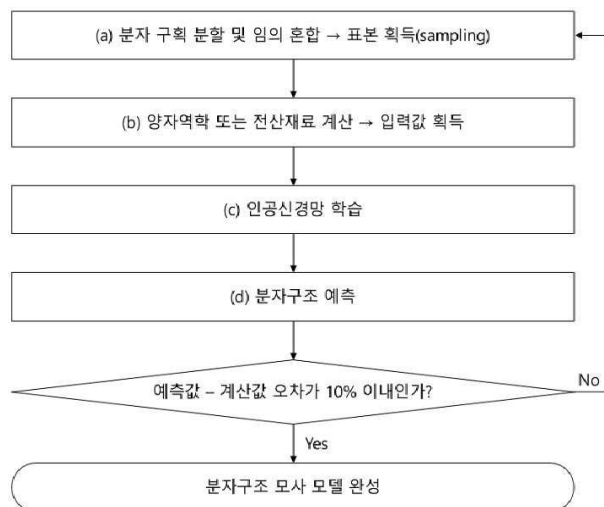 (a) 분자 구획 분할 및 임의 혼합 → 표본 획득(sampling)
(b) 양자역학 또는 전산재료 계산 → 입력값 획득
(c) 인공신경망 학습
(d) 분자구조 예측
예측값 – 계산값 오차가 10% 이내인가?
No
Yes
분자구조 모사 모델 완성